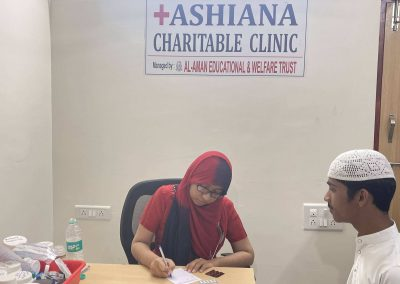 +ASHIANA
CHARITABLE CLINIC
Managed by: AL-AMAN EDUCATIONAL & WELFARE TRUST